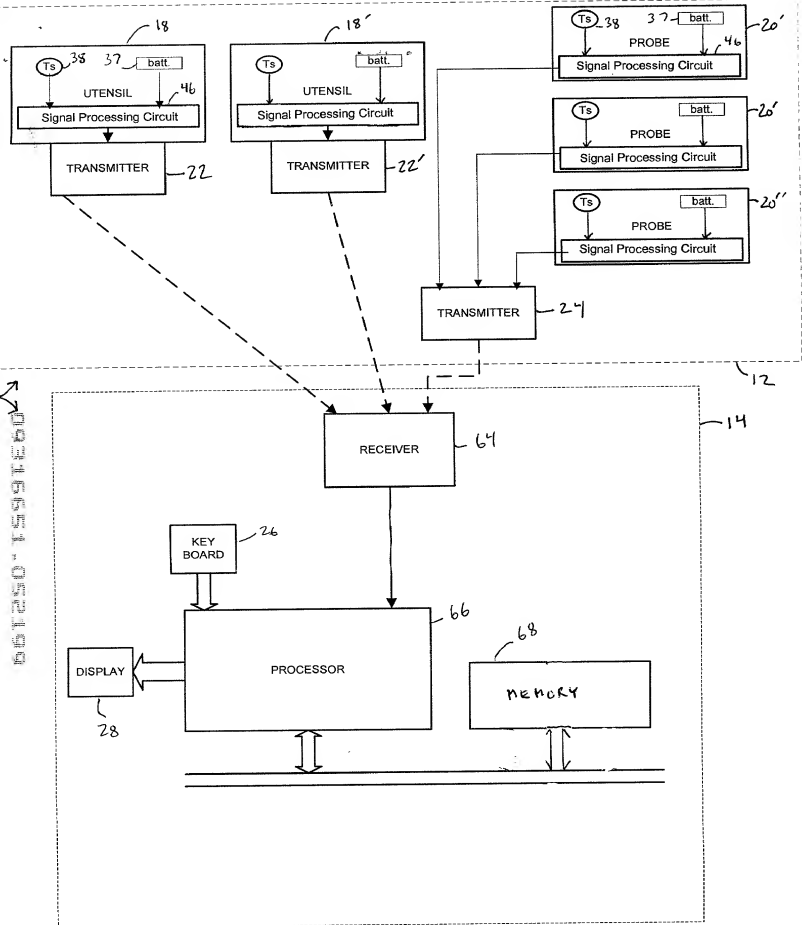 18
38
37
Ts
batt.
46
UTENSIL
Signal Processing Circuit
TRANSMITTER
22
18'
Ts
batt.
UTENSIL
Signal Processing Circuit
TRANSMITTER
22'
Ts
38
37
batt.
20'
PROBE
46
Signal Processing Circuit
Ts
batt.
20'
PROBE
Signal Processing Circuit
Ts
batt.
20''
PROBE
Signal Processing Circuit
TRANSMITTER
24
12
14
RECEIVER
64
KEY
BOARD
26
66
PROCESSOR
DISPLAY
28
68
MEMORY
09316651.052199